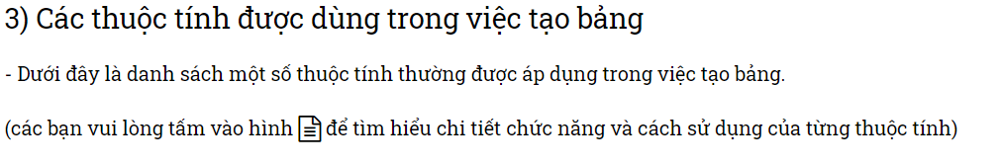 3) Các thuộc tính được dùng trong việc tạo bảng
- Dưới đây là danh sách một số thuộc tính thường được áp dụng trong việc tạo bảng.
(các bạn vui lòng tấm vào hình để tìm hiểu chi tiết chức năng và cách sử dụng của từng thuộc tính)